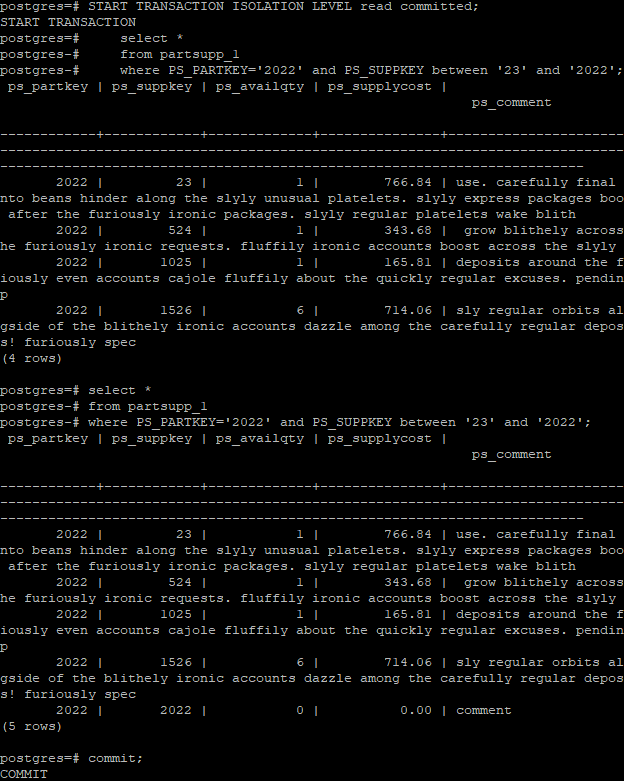 postgres=# START TRANSACTION ISOLATION LEVEL read committed;
START TRANSACTION
postgres=#     select *
postgres-#     from partsupp_1
postgres-#     where PS_PARTKEY='2022' and PS_SUPPKEY between '23' and '2022';
 ps_partkey | ps_suppkey | ps_availqty | ps_supplycost |
                                                           ps_comment
------------+------------+-------------+---------------+----------------------
------------------------------------------------------------------------------
-------------------------------------------------------------------------
       2022 |         23 |           1 |        766.84 | use. carefully final
nto beans hinder along the slyly unusual platelets. slyly express packages boo
 after the furiously ironic packages. slyly regular platelets wake blith
       2022 |        524 |           1 |        343.68 |  grow blithely across
he furiously ironic requests. fluffily ironic accounts boost across the slyly
       2022 |       1025 |           1 |        165.81 | deposits around the f
iously even accounts cajole fluffily about the quickly regular excuses. pendin
p
       2022 |       1526 |           6 |        714.06 | sly regular orbits al
gside of the blithely ironic accounts dazzle among the carefully regular depos
s! furiously spec
(4 rows)
postgres=# select *
postgres-# from partsupp_1
postgres-# where PS_PARTKEY='2022' and PS_SUPPKEY between '23' and '2022';
 ps_partkey | ps_suppkey | ps_availqty | ps_supplycost |
                                                           ps_comment
------------+------------+-------------+---------------+----------------------
------------------------------------------------------------------------------
-------------------------------------------------------------------------
       2022 |         23 |           1 |        766.84 | use. carefully final
nto beans hinder along the slyly unusual platelets. slyly express packages boo
 after the furiously ironic packages. slyly regular platelets wake blith
       2022 |        524 |           1 |        343.68 |  grow blithely across
he furiously ironic requests. fluffily ironic accounts boost across the slyly
       2022 |       1025 |           1 |        165.81 | deposits around the f
iously even accounts cajole fluffily about the quickly regular excuses. pendin
p
       2022 |       1526 |           6 |        714.06 | sly regular orbits al
gside of the blithely ironic accounts dazzle among the carefully regular depos
s! furiously spec
       2022 |       2022 |           0 |          0.00 | comment
(5 rows)
postgres=# commit;
COMMIT